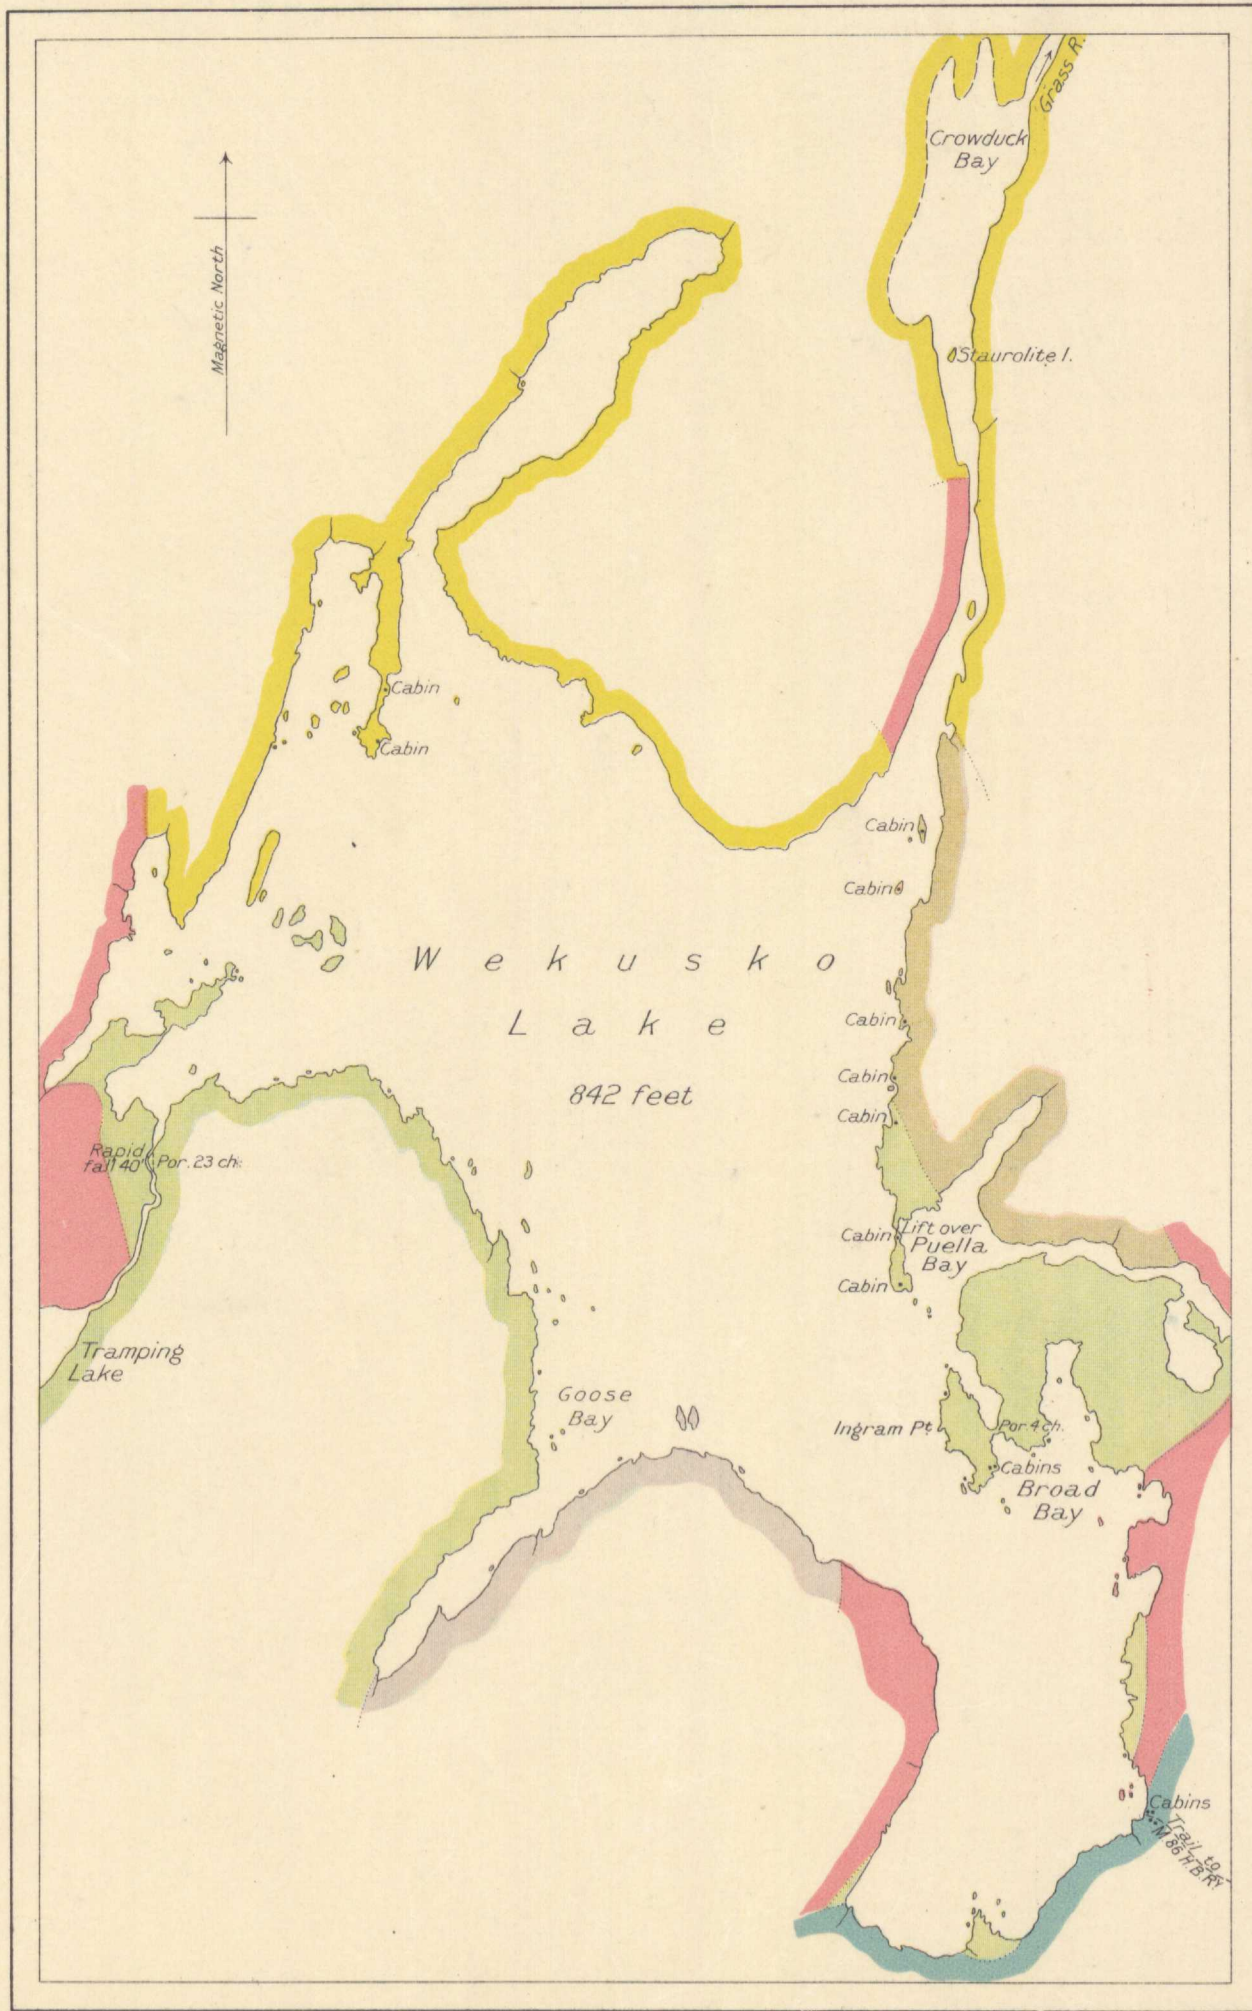 Grass R.
Crowduck
Bay
Magnetic North
Staurolite I.
Cabin
Cabin
Cabin
Cabin
Wekusko
Lake
842 feet
Cabin
Cabin
Cabin
Rapid
fall 40'
Por. 23 ch.
Cabin
Lift over
Puella
Bay
Cabin
Tramping
Lake
Goose
Bay
Ingram Pt.
Por. 4 ch.
Cabins
Broad
Bay
Cabins
Trail to
M 86 H.B.Ry.